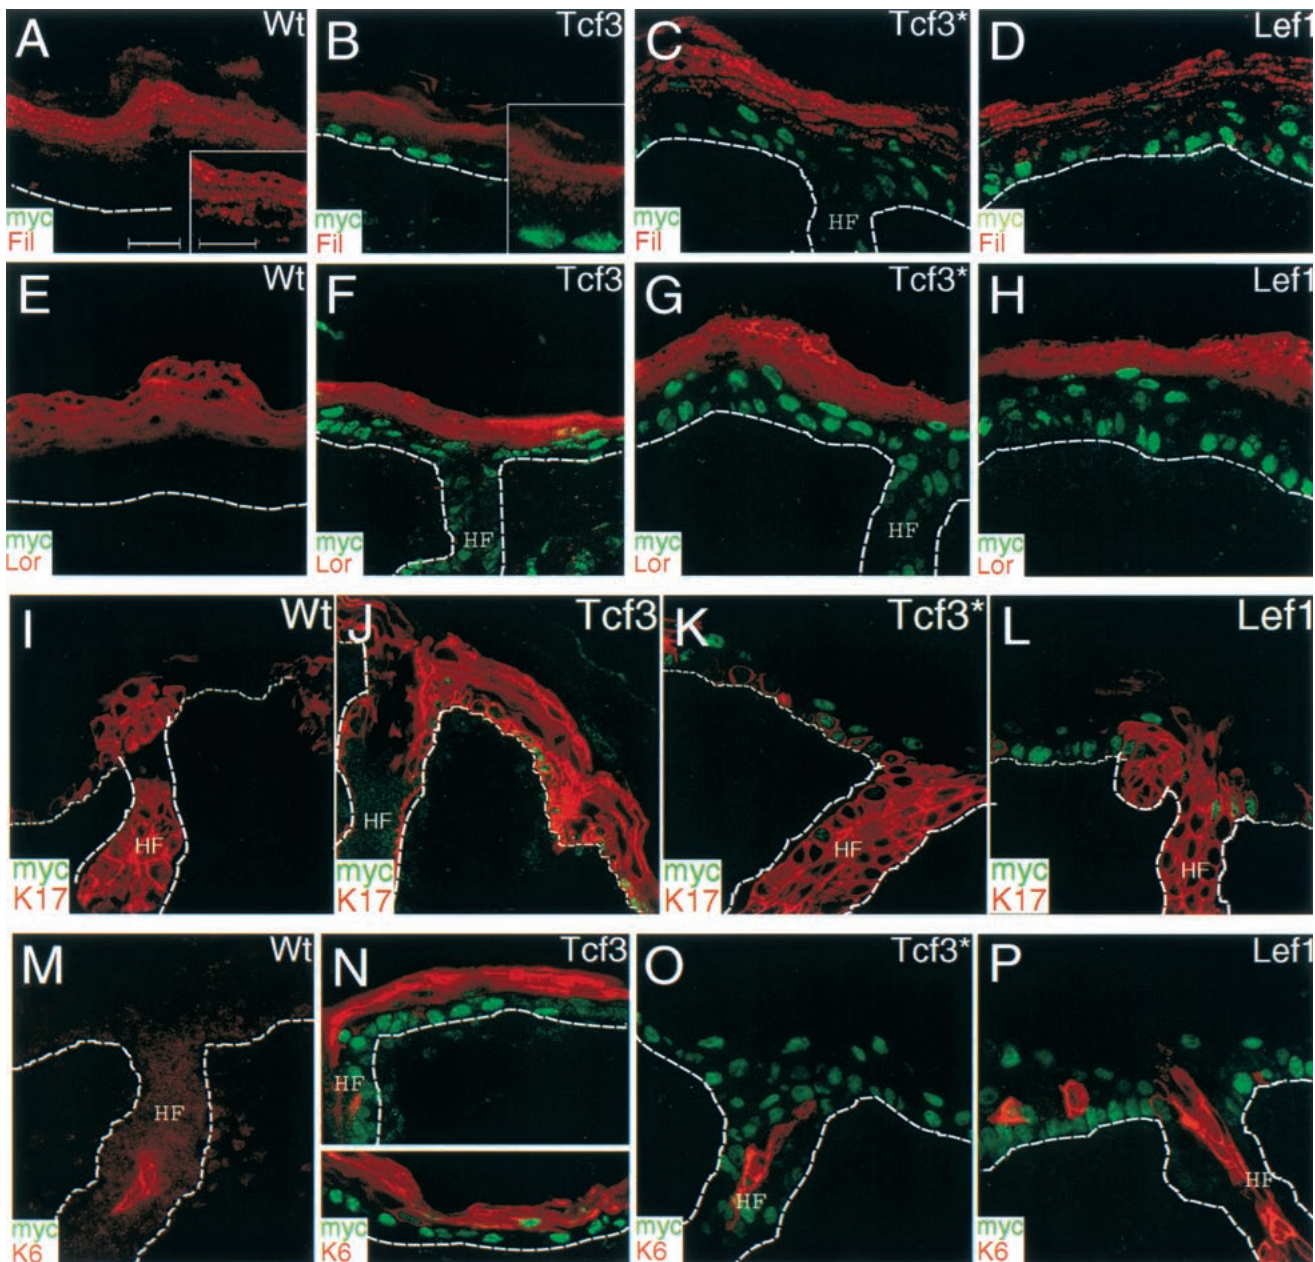 A Wt
myc
Fil
B Tcf3
myc
Fil
C Tcf3*
HF
myc
Fil
D Lef1
myc
Fil
E Wt
myc
Lor
F Tcf3
HF
myc
Lor
G Tcf3*
HF
myc
Lor
H Lef1
myc
Lor
I Wt
HF
myc
K17
J Tcf3
HF
myc
K17
K Tcf3*
HF
myc
K17
L Lef1
HF
myc
K17
M Wt
HF
myc
K6
N Tcf3
HF
myc
K6
O Tcf3*
HF
myc
K6
P Lef1
HF
myc
K6